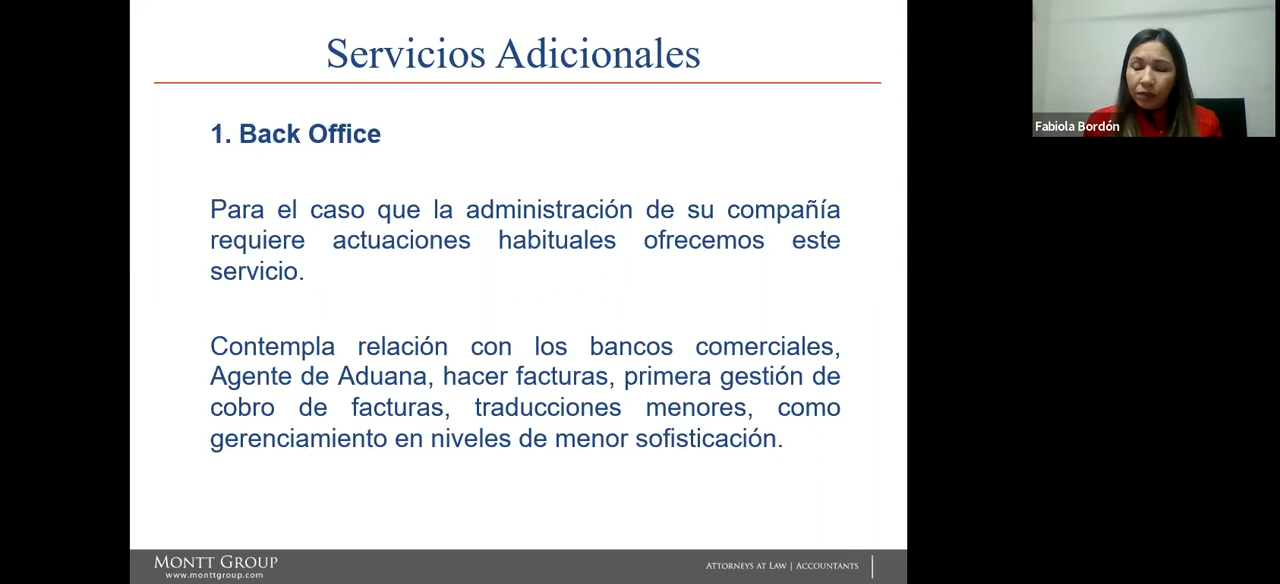 Servicios Adicionales
1. Back Office
Para el caso que la administración de su compañía
requiere actuaciones habituales ofrecemos este
servicio.
Contempla relación con los bancos comerciales,
Agente de Aduana, hacer facturas, primera gestión de
cobro de facturas, traducciones menores, como
gerenciamiento en niveles de menor sofisticación.
MONTT GROUP
www.monttgroup.com
ATTORNEYS AT LAW | ACCOUNTANTS
Fabiola Bordón